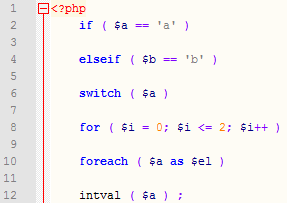 1 <?php
2 if ( $a == 'a' )
3
4 elseif ( $b == 'b' )
5
6 switch ( $a )
7
8 for ( $i = 0; $i <= 2; $i++ )
9
10 foreach ( $a as $el )
11
12 intval ( $a ) ;